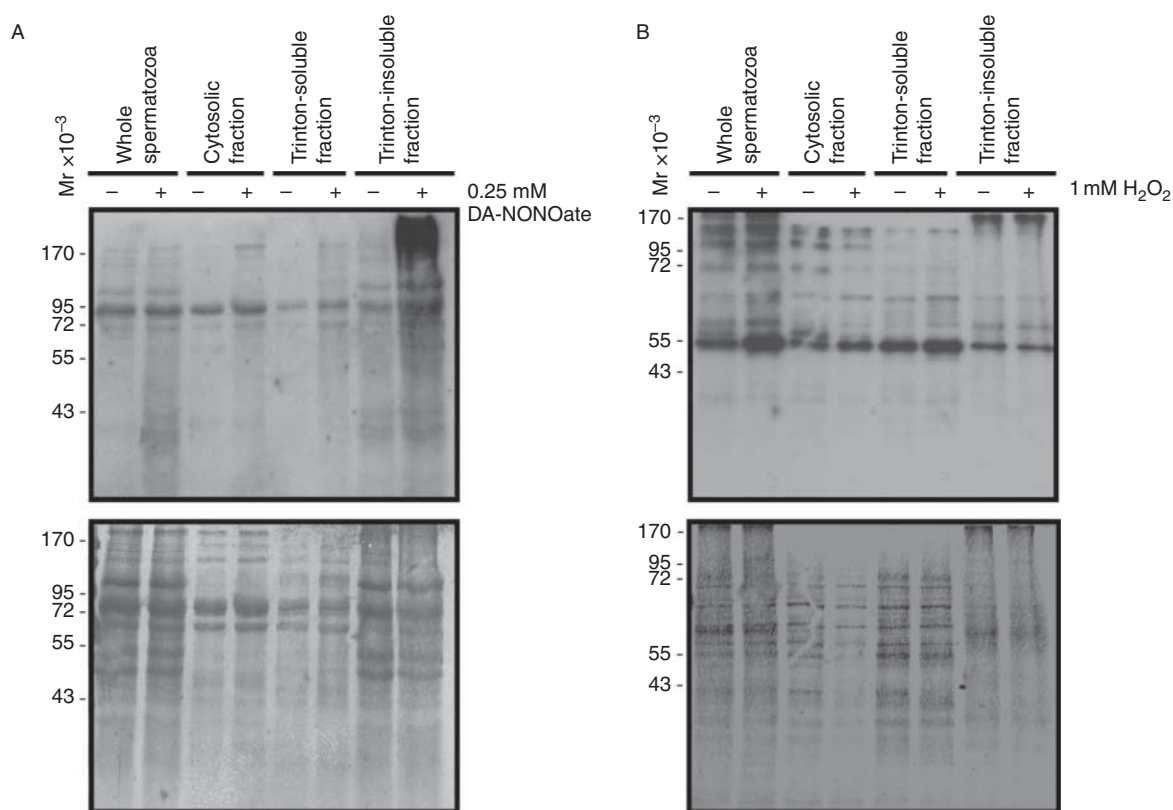 A
Mr ×10⁻³
Whole
spermatozoa
Cytosolic
fraction
Trinton-soluble
fraction
Trinton-insoluble
fraction
– + – + – + – +
0.25 mM
DA-NONOate
170 -
95 -
72 -
55 -
43 -
170 -
95 -
72 -
55 -
43 -
B
Mr ×10⁻³
Whole
spermatozoa
Cytosolic
fraction
Trinton-soluble
fraction
Trinton-insoluble
fraction
– + – + – + – +
1 mM H₂O₂
170 -
95 -
72 -
55 -
43 -
170 -
95 -
72 -
55 -
43 -